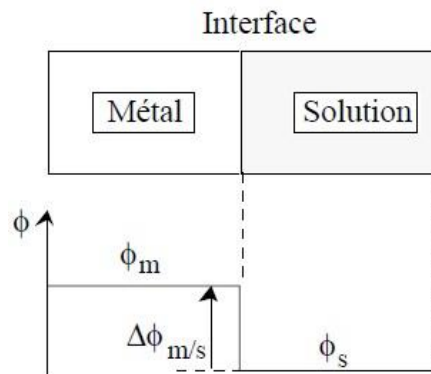 Interface
Métal Solution
ϕ
ϕm
Δϕm/s
ϕs